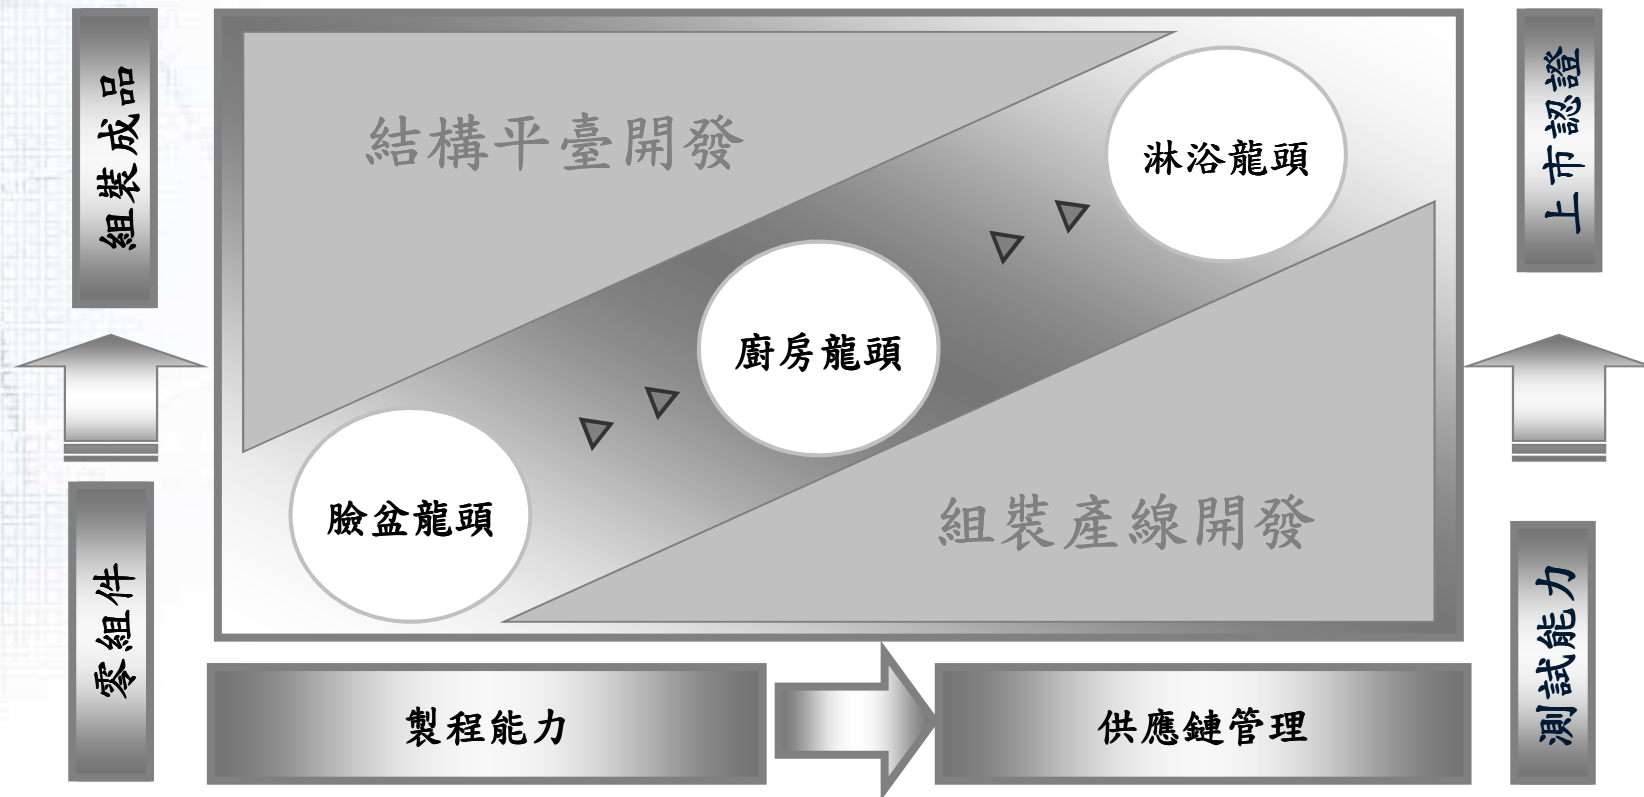 組裝成品
上市認證
結構平臺開發
淋浴龍頭
廚房龍頭
臉盆龍頭
組裝產線開發
零組件
測試能力
製程能力
供應鏈管理